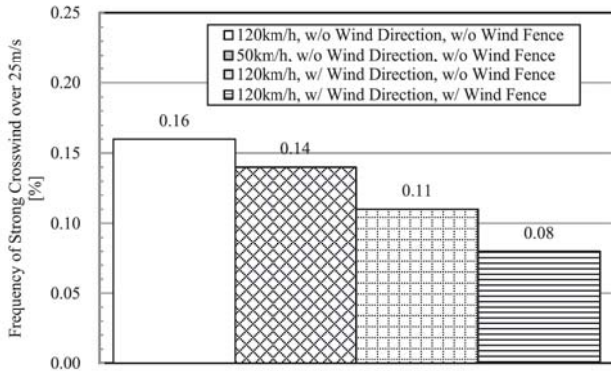 Frequency of Strong Crosswind over 25m/s
[%]
0.25
0.20
0.15
0.10
0.05
0.00
120km/h, w/o Wind Direction, w/o Wind Fence
50km/h, w/o Wind Direction, w/o Wind Fence
120km/h, w/ Wind Direction, w/o Wind Fence
120km/h, w/ Wind Direction, w/ Wind Fence
0.16
0.14
0.11
0.08